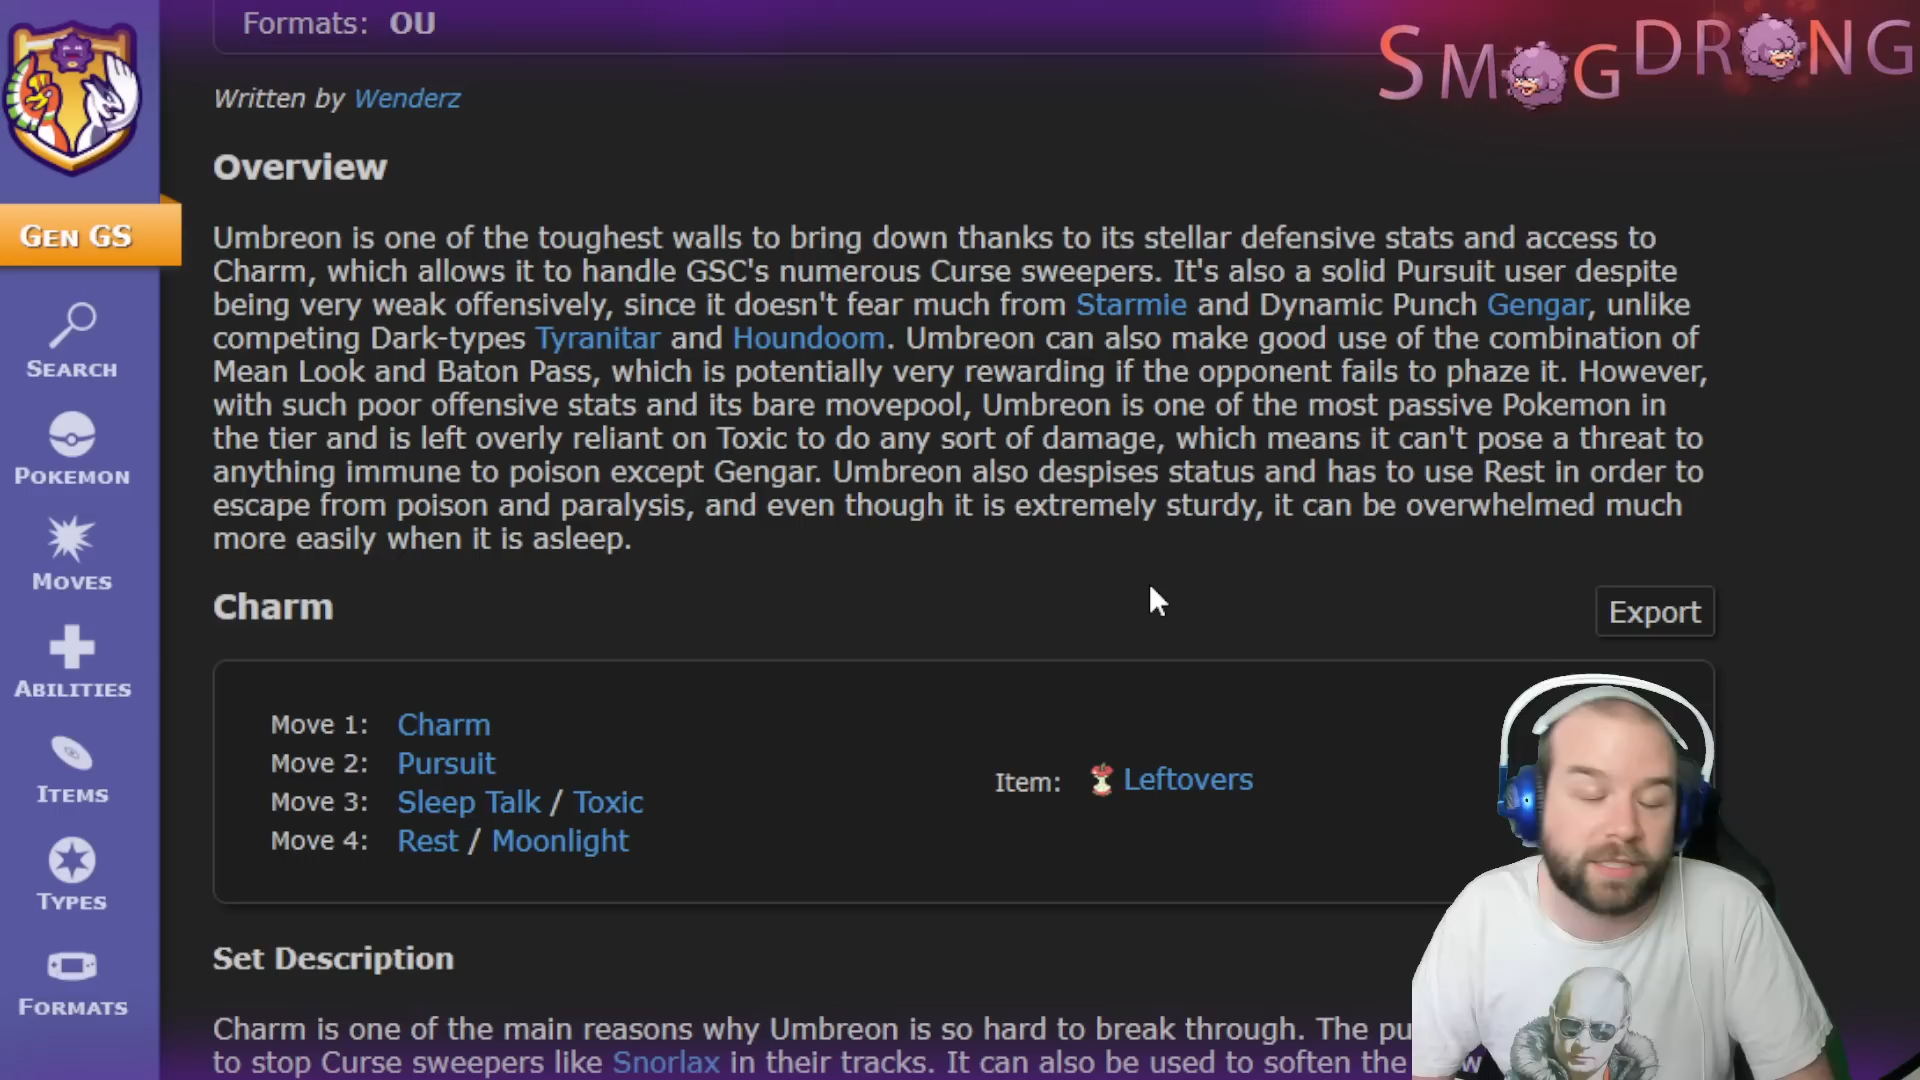 Formats: OU
SMOGDRONG
Written by Wenderz
Overview
GEN GS
Umbreon is one of the toughest walls to bring down thanks to its stellar defensive stats and access to
Charm, which allows it to handle GSC's numerous Curse sweepers. It's also a solid Pursuit user despite
being very weak offensively, since it doesn't fear much from Starmie and Dynamic Punch Gengar, unlike
competing Dark-types Tyranitar and Houndoom. Umbreon can also make good use of the combination of
Mean Look and Baton Pass, which is potentially very rewarding if the opponent fails to phaze it. However,
with such poor offensive stats and its bare movepool, Umbreon is one of the most passive Pokemon in
the tier and is left overly reliant on Toxic to do any sort of damage, which means it can't pose a threat to
anything immune to poison except Gengar. Umbreon also despises status and has to use Rest in order to
escape from poison and paralysis, and even though it is extremely sturdy, it can be overwhelmed much
more easily when it is asleep.
SEARCH
POKEMON
MOVES
ABILITIES
ITEMS
TYPES
FORMATS
Charm
Export
Move 1: Charm
Move 2: Pursuit
Move 3: Sleep Talk / Toxic
Move 4: Rest / Moonlight
Item: Leftovers
Set Description
Charm is one of the main reasons why Umbreon is so hard to break through. The pu
to stop Curse sweepers like Snorlax in their tracks. It can also be used to soften the